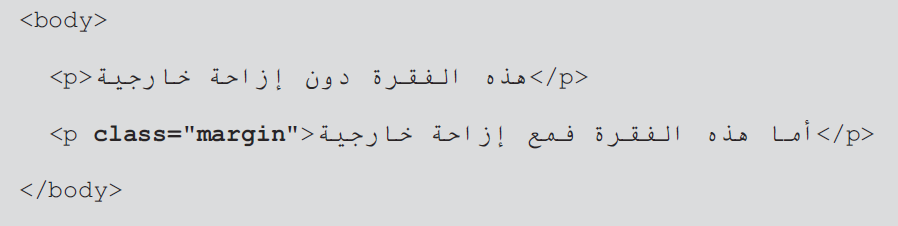 <body>
<p>هذه الفقرة دون إزاحة خارجية</p>
<p class="margin">أما هذه الفقرة فمع إزاحة خارجية</p>
</body>